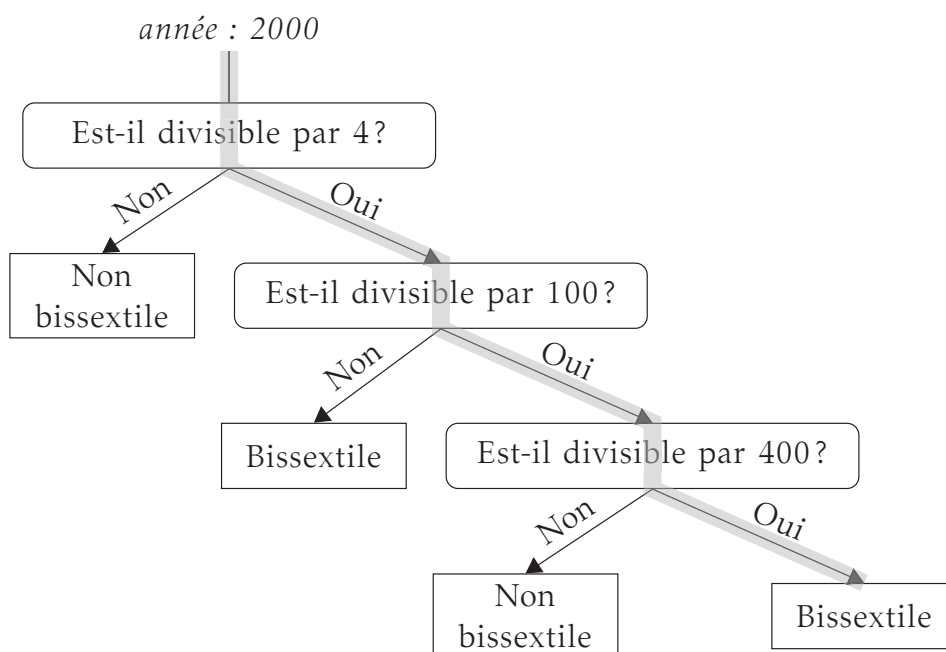 année : 2000
Est-il divisible par 4 ?
Non
Oui
Non
bissextile
Est-il divisible par 100 ?
Non
Oui
Bissextile
Est-il divisible par 400 ?
Non
Oui
Non
bissextile
Bissextile